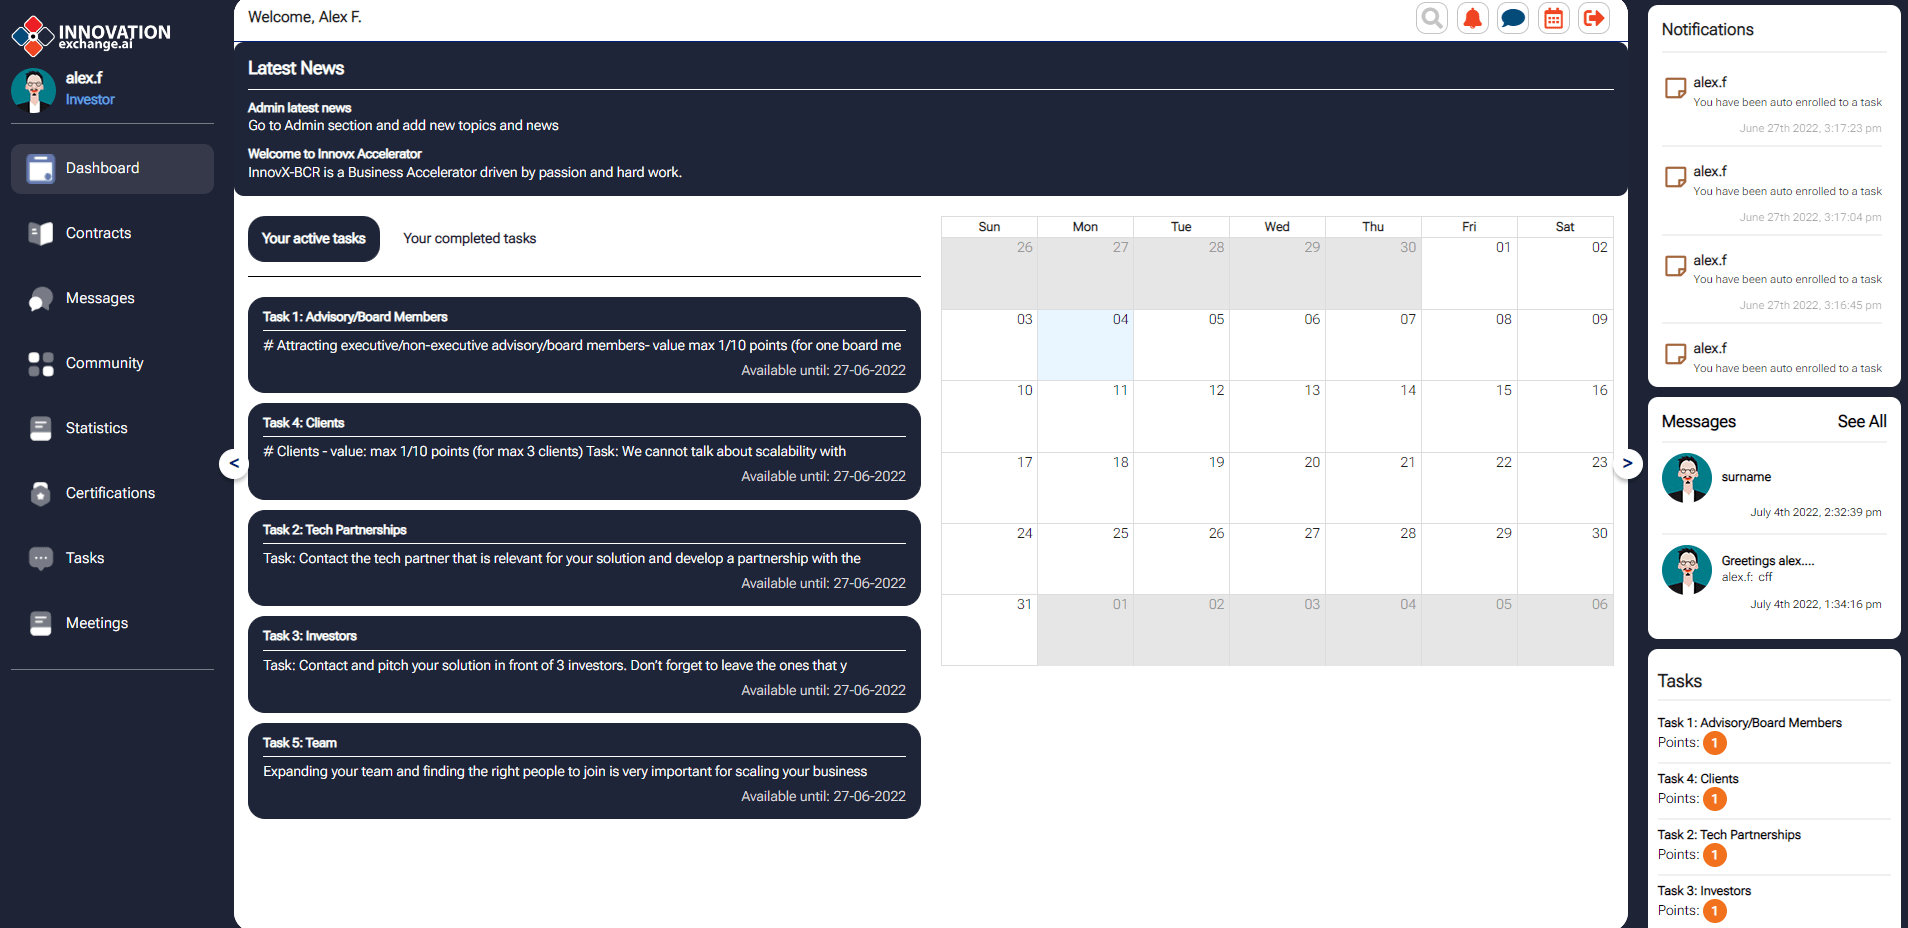 INNOVATION
exchange.ai
alex.f
Investor
Dashboard
Contracts
Messages
Community
Statistics
Certifications
Tasks
Meetings
Welcome, Alex F.
Latest News
Admin latest news
Go to Admin section and add new topics and news
Welcome to Innovx Accelerator
InnovX-BCR is a Business Accelerator driven by passion and hard work.
Your active tasks Your completed tasks
Task 1: Advisory/Board Members
# Attracting executive/non-executive advisory/board members- value max 1/10 points (for one board me
Available until: 27-06-2022
Task 4: Clients
# Clients - value: max 1/10 points (for max 3 clients) Task: We cannot talk about scalability with
Available until: 27-06-2022
Task 2: Tech Partnerships
Task: Contact the tech partner that is relevant for your solution and develop a partnership with the
Available until: 27-06-2022
Task 3: Investors
Task: Contact and pitch your solution in front of 3 investors. Don't forget to leave the ones that y
Available until: 27-06-2022
Task 5: Team
Expanding your team and finding the right people to join is very important for scaling your business
Available until: 27-06-2022
<
Sun Mon Tue Wed Thu Fri Sat
26 27 28 29 30 01 02
03 04 05 06 07 08 09
10 11 12 13 14 15 16
17 18 19 20 21 22 23
24 25 26 27 28 29 30
31 01 02 03 04 05 06
>
Notifications
alex.f
You have been auto enrolled to a task
June 27th 2022, 3:17:23 pm
alex.f
You have been auto enrolled to a task
June 27th 2022, 3:17:04 pm
alex.f
You have been auto enrolled to a task
June 27th 2022, 3:16:45 pm
alex.f
You have been auto enrolled to a task
Messages See All
surname
July 4th 2022, 2:32:39 pm
Greetings alex....
alex.f: cff
July 4th 2022, 1:34:16 pm
Tasks
Task 1: Advisory/Board Members
Points: 1
Task 4: Clients
Points: 1
Task 2: Tech Partnerships
Points: 1
Task 3: Investors
Points: 1